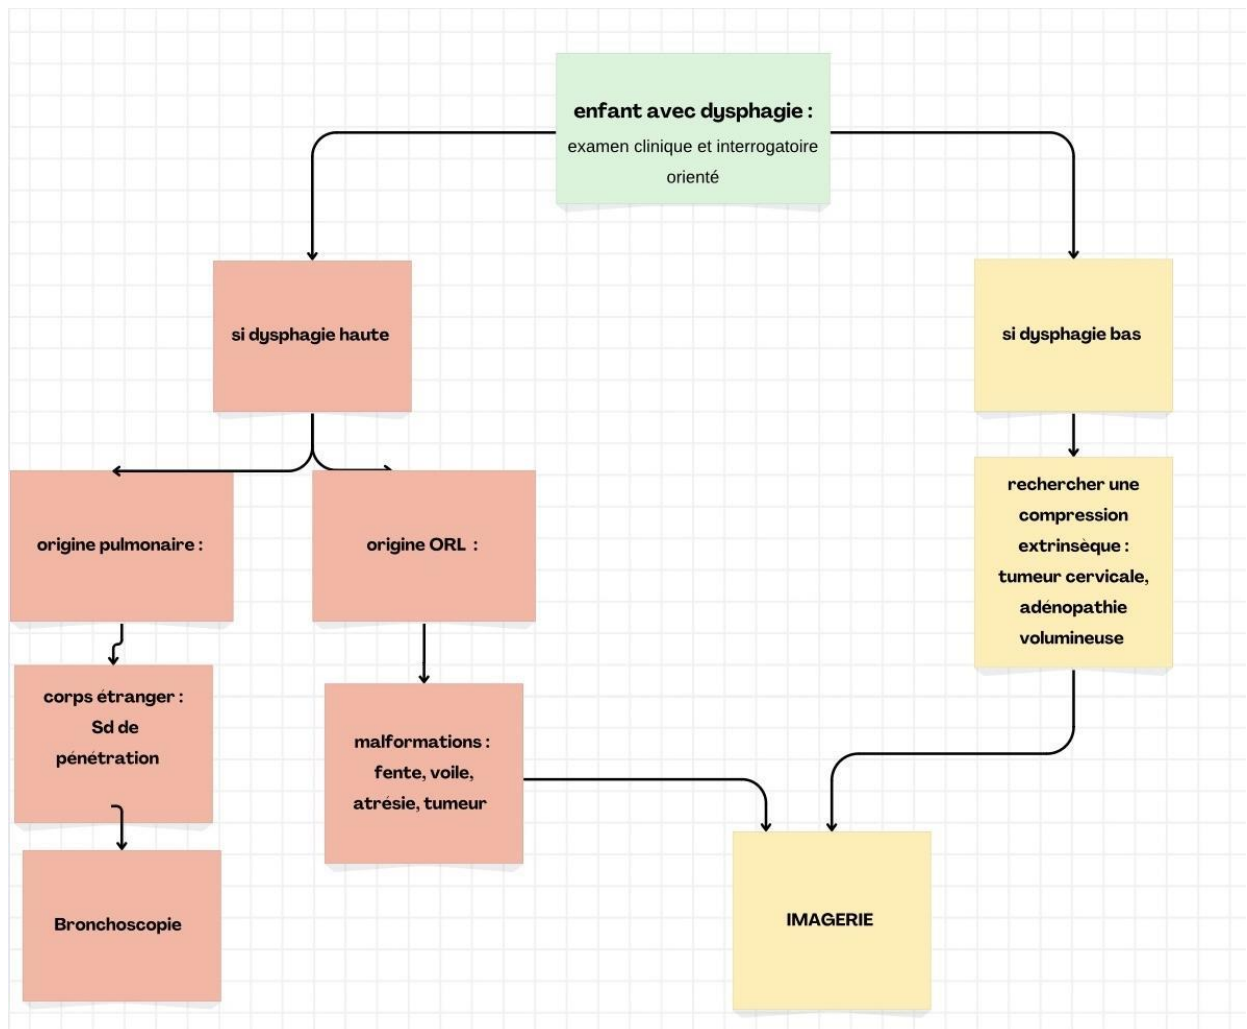 enfant avec dysphagie :
examen clinique et interrogatoire
orienté
si dysphagie haute
si dysphagie bas
origine pulmonaire :
origine ORL :
rechercher une
compression
extrinsèque :
tumeur cervicale,
adénopathie
volumineuse
corps étranger :
Sd de
pénétration
malformations :
fente, voile,
atrésie, tumeur
Bronchoscopie
IMAGERIE